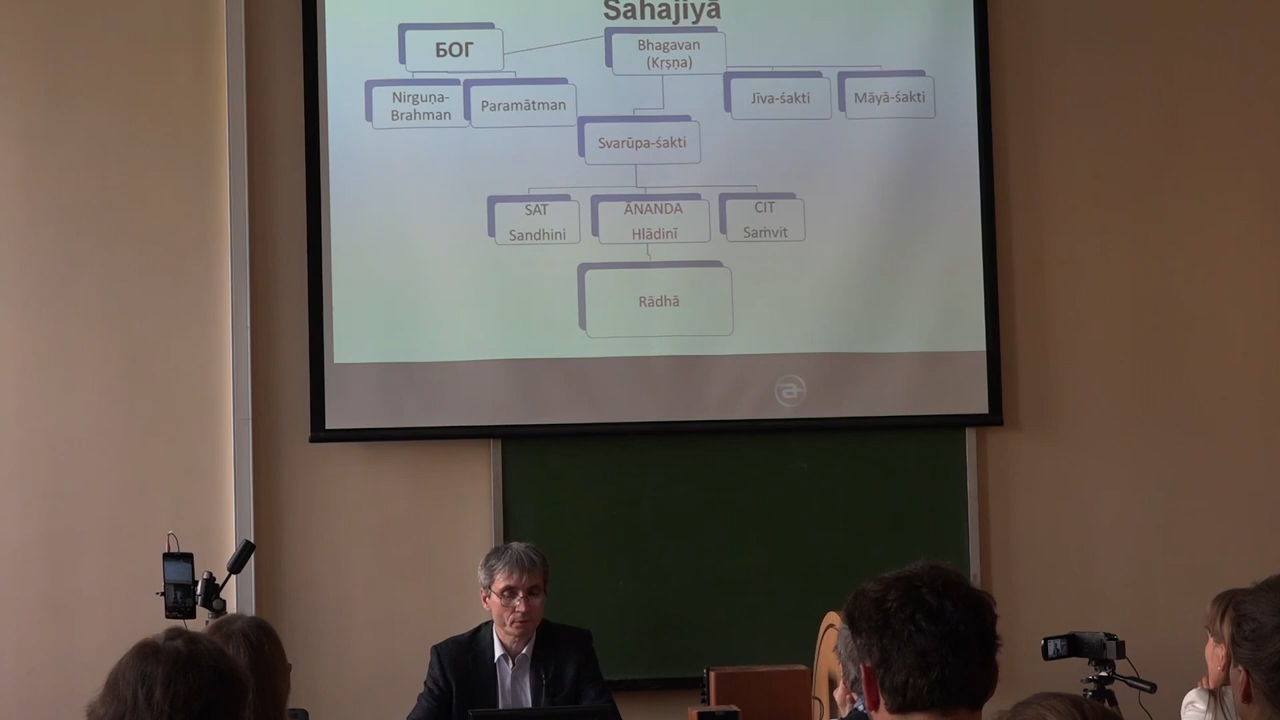 Sahajiyā
БОГ
Bhagavan
(Kṛṣṇa)
Nirguṇa-
Brahman
Paramātman
Jīva-śakti
Māyā-śakti
Svarūpa-śakti
SAT
Sandhini
ĀNANDA
Hlādinī
CIT
Saṁvit
Rādhā